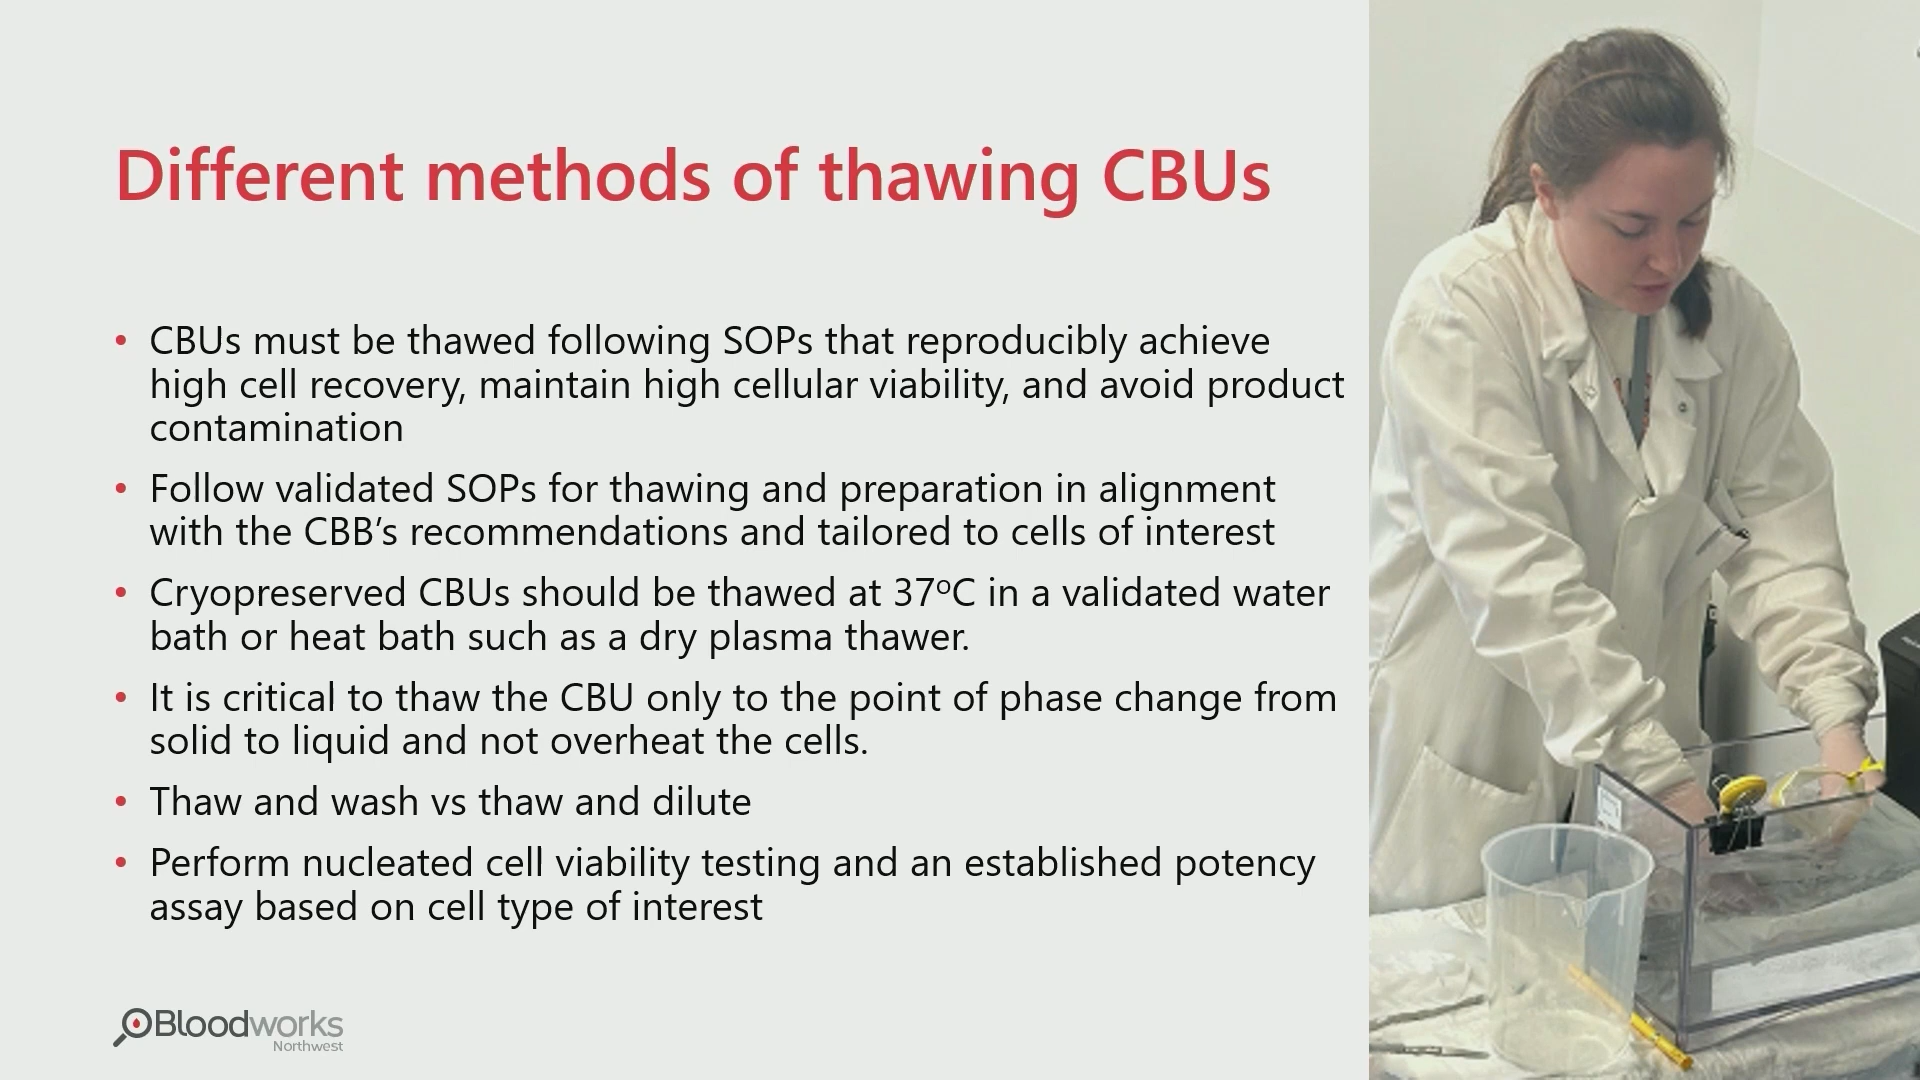 Different methods of thawing CBUs
• CBUs must be thawed following SOPs that reproducibly achieve
high cell recovery, maintain high cellular viability, and avoid product
contamination
• Follow validated SOPs for thawing and preparation in alignment
with the CBB’s recommendations and tailored to cells of interest
• Cryopreserved CBUs should be thawed at 37ºC in a validated water
bath or heat bath such as a dry plasma thawer.
• It is critical to thaw the CBU only to the point of phase change from
solid to liquid and not overheat the cells.
• Thaw and wash vs thaw and dilute
• Perform nucleated cell viability testing and an established potency
assay based on cell type of interest
Bloodworks
Northwest